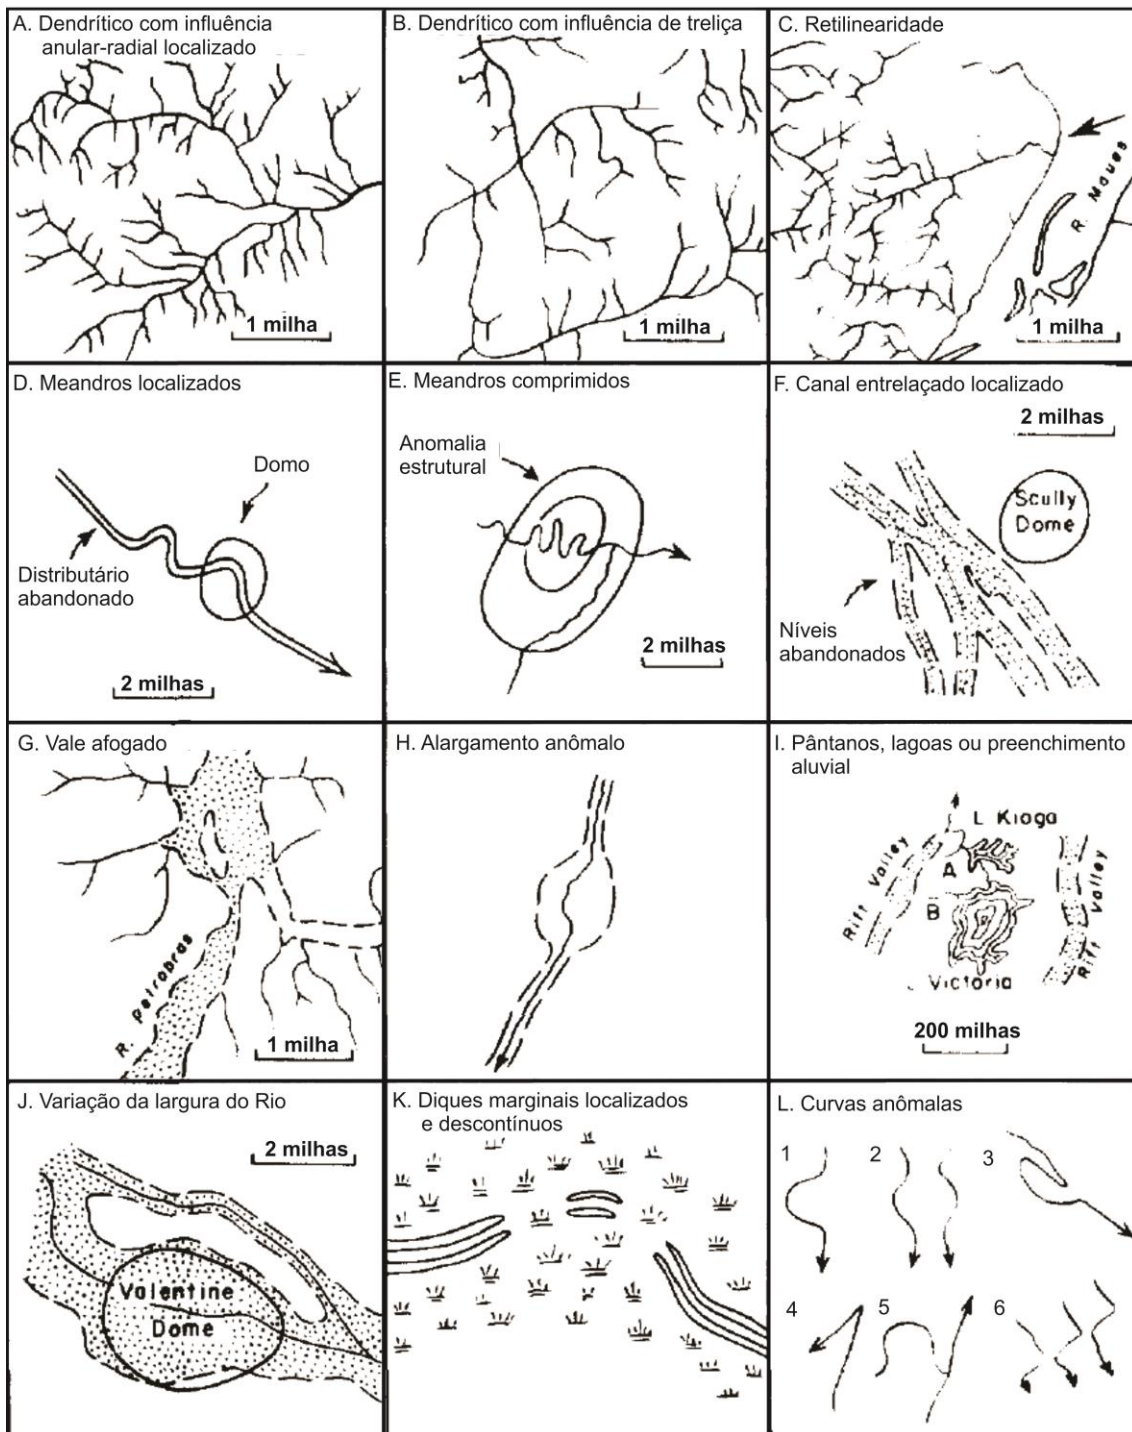 A. Dendrítico com influência
anular-radial localizado
1 milha
B. Dendrítico com influência de treliça
1 milha
C. Retilinearidade
R. Maues
1 milha
D. Meandros localizados
Domo
Distributário
abandonado
2 milhas
E. Meandros comprimidos
Anomalia
estrutural
2 milhas
F. Canal entrelaçado localizado
2 milhas
Scully
Dome
Níveis
abandonados
G. Vale afogado
R. Petrobras
1 milha
H. Alargamento anômalo
I. Pântanos, lagoas ou preenchimento
aluvial
L Kioga
Rift Valley
A
B
Rift Valley
L. Victoria
200 milhas
J. Variação da largura do Rio
2 milhas
Valentine
Dome
K. Diques marginais localizados
e descontínuos
L. Curvas anômalas
1 2 3
4 5 6